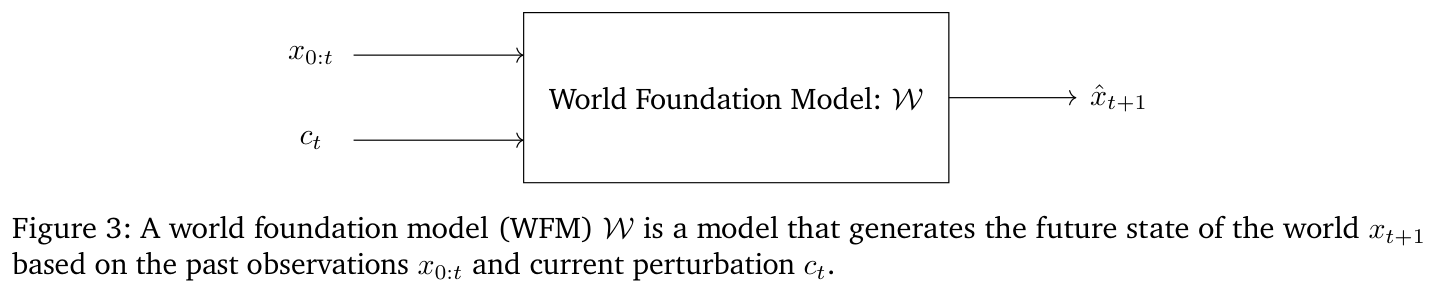 x_{0:t}
World Foundation Model: 𝒲
x̂_{t+1}
c_t
Figure 3: A world foundation model (WFM) 𝒲 is a model that generates the future state of the world x_{t+1}
based on the past observations x_{0:t} and current perturbation c_t.